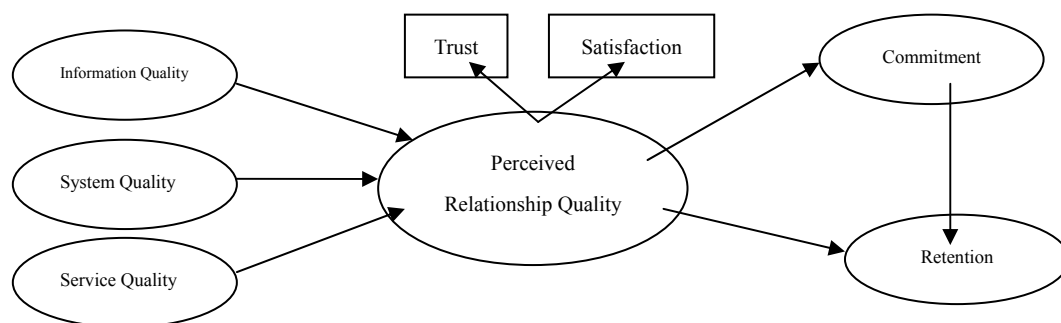 Information Quality
System Quality
Service Quality
Trust
Satisfaction
Perceived
Relationship Quality
Commitment
Retention